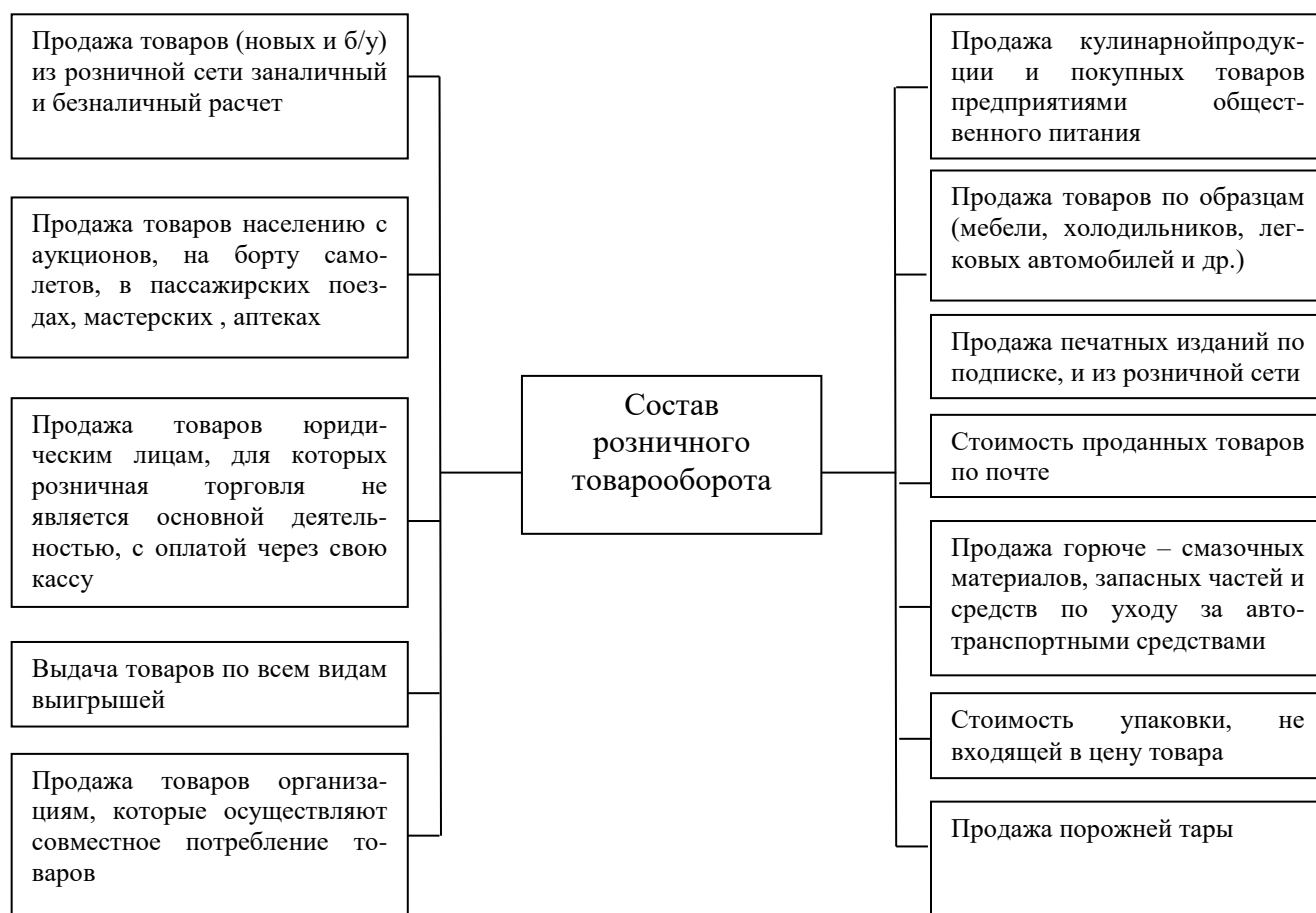 Продажа товаров (новых и б/у)
из розничной сети заналичный
и безналичный расчет
Продажа товаров населению с
аукционов, на борту само-
летов, в пассажирских поез-
дах, мастерских , аптеках
Продажа товаров юриди-
ческим лицам, для которых
розничная торговля не
является основной деятель-
ностью, с оплатой через свою
кассу
Выдача товаров по всем видам
выигрышей
Продажа товаров организа-
циям, которые осуществляют
совместное потребление то-
варов
Состав
розничного
товарооборота
Продажа кулинарнойпродук-
ции и покупных товаров
предприятиями общест-
венного питания
Продажа товаров по образцам
(мебели, холодильников, лег-
ковых автомобилей и др.)
Продажа печатных изданий по
подписке, и из розничной сети
Стоимость проданных товаров
по почте
Продажа горюче – смазочных
материалов, запасных частей и
средств по уходу за авто-
транспортными средствами
Стоимость упаковки, не
входящей в цену товара
Продажа порожней тары